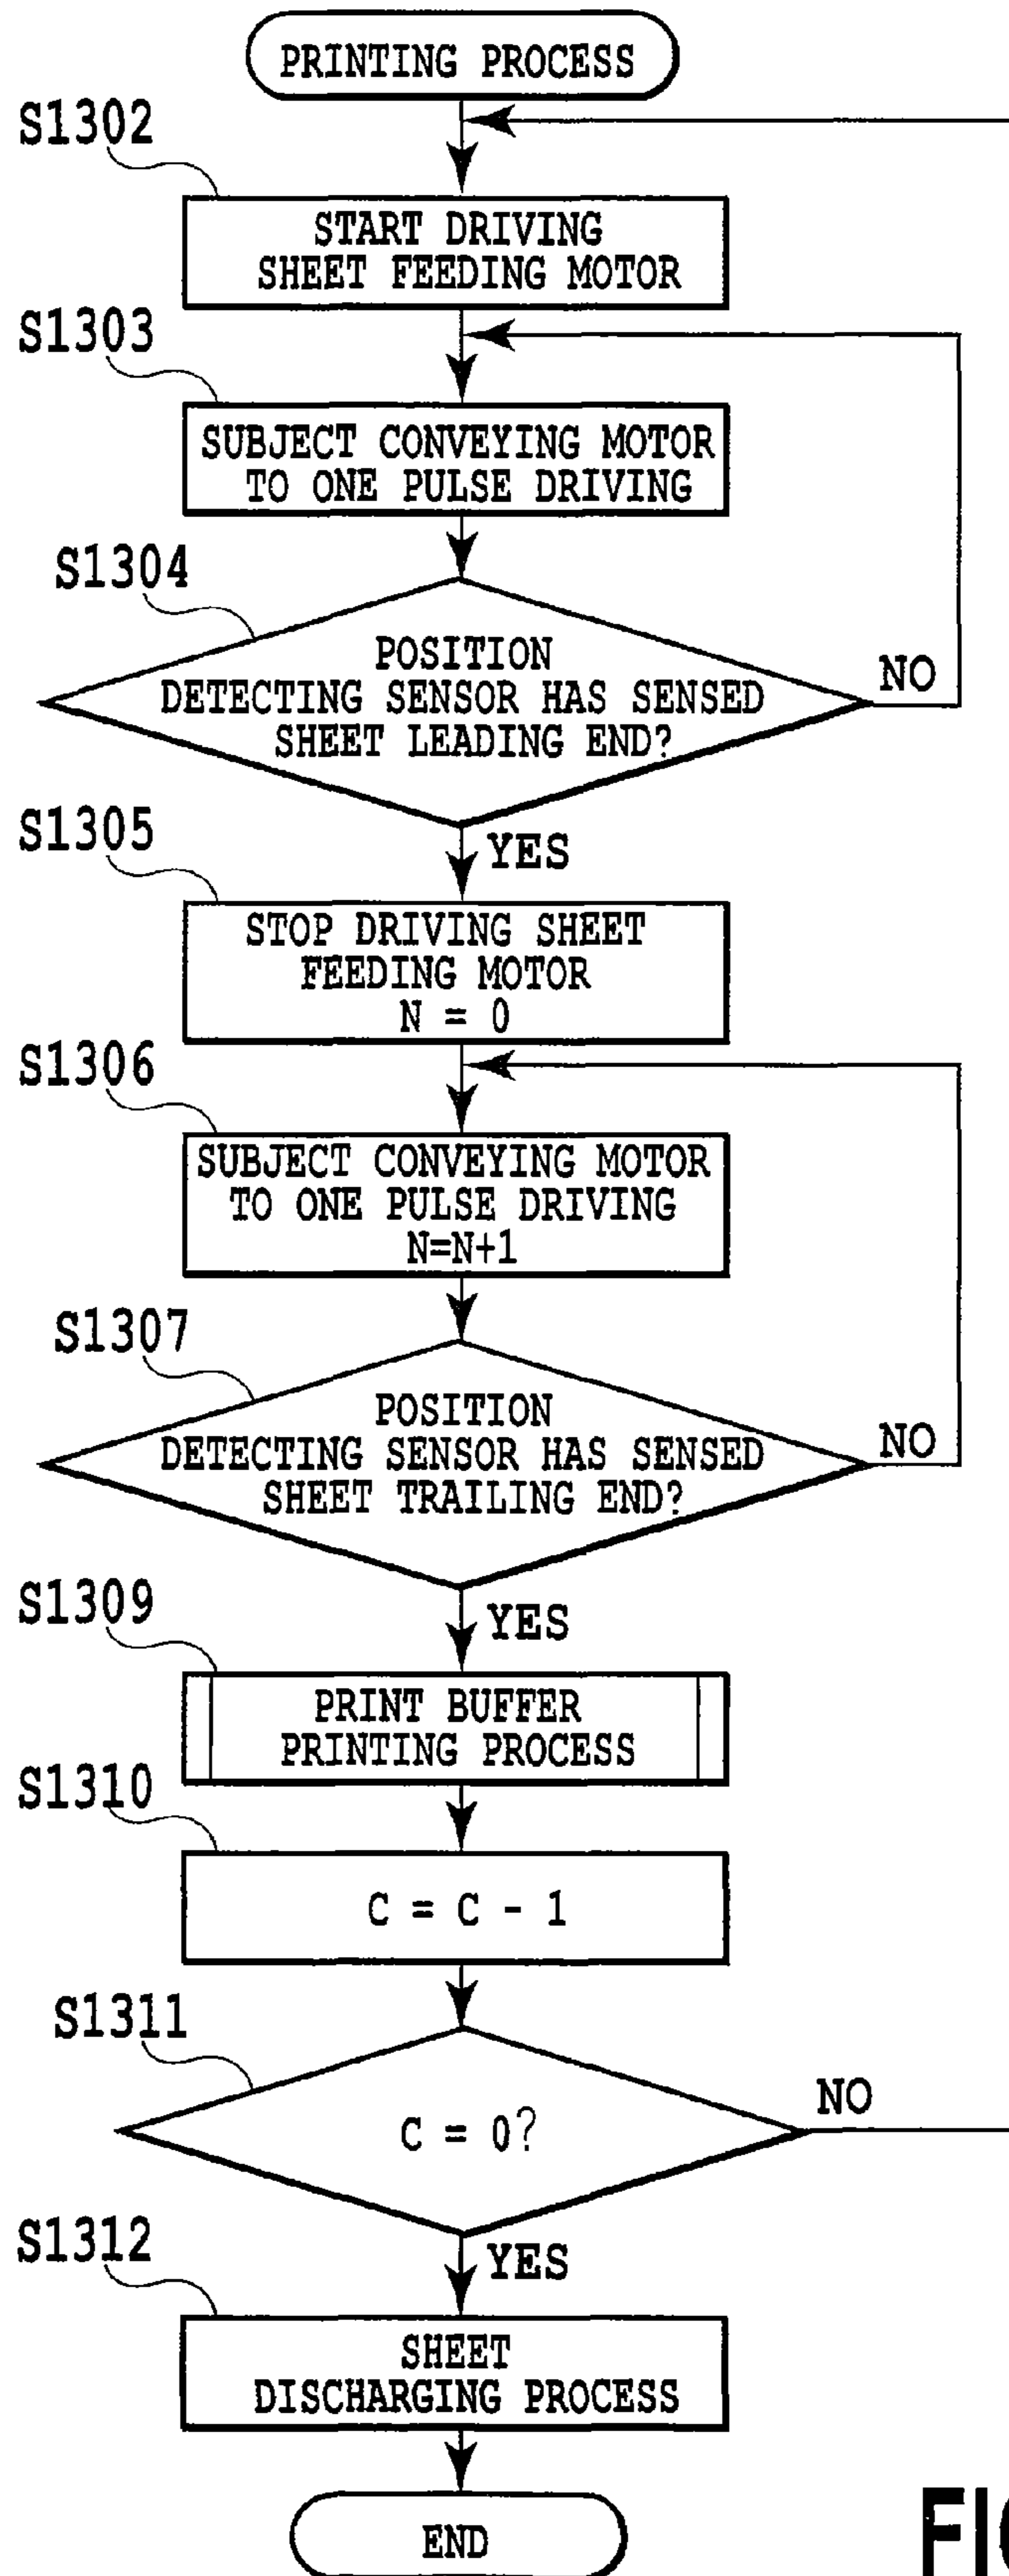 PRINTING PROCESS
S1302
START DRIVING
SHEET FEEDING MOTOR
S1303
SUBJECT CONVEYING MOTOR
TO ONE PULSE DRIVING
S1304
POSITION
DETECTING SENSOR HAS SENSED
SHEET LEADING END?
NO
YES
S1305
STOP DRIVING SHEET
FEEDING MOTOR
N = 0
S1306
SUBJECT CONVEYING MOTOR
TO ONE PULSE DRIVING
N=N+1
S1307
POSITION
DETECTING SENSOR HAS SENSED
SHEET TRAILING END?
NO
YES
S1309
PRINT BUFFER
PRINTING PROCESS
S1310
C = C - 1
S1311
C = 0?
NO
YES
S1312
SHEET
DISCHARGING PROCESS
END